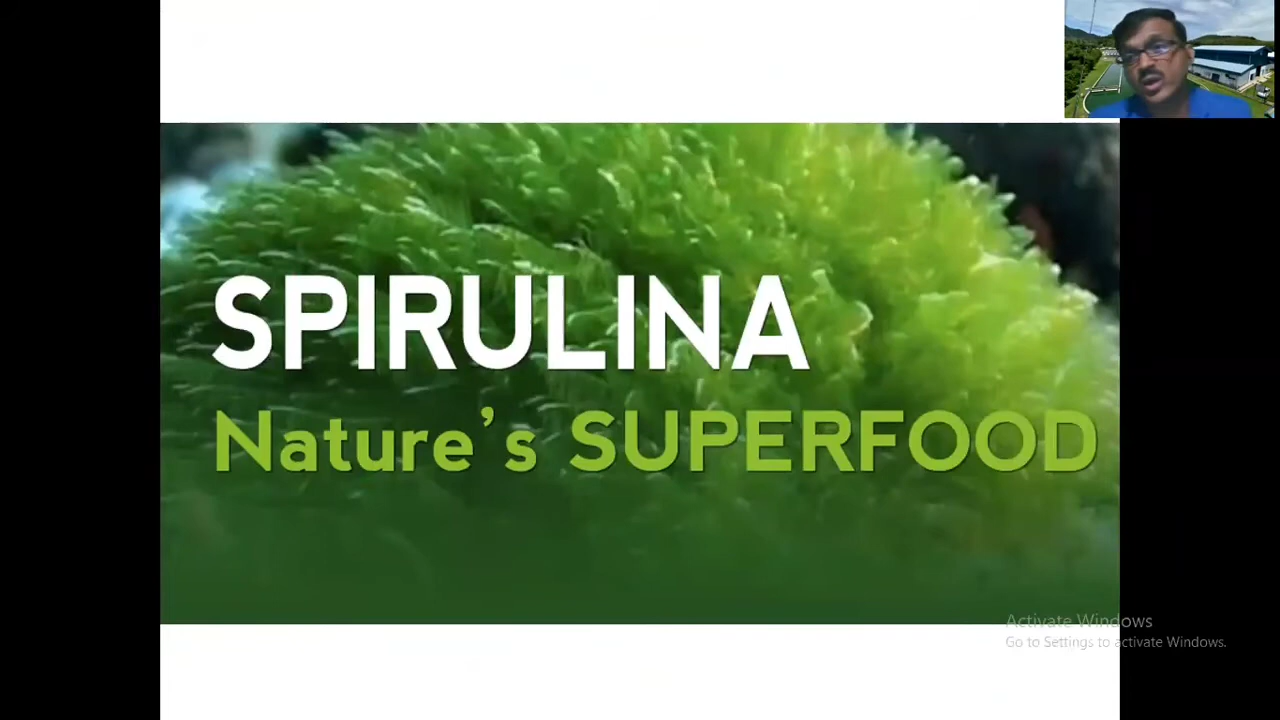 SPIRULINA
Nature's SUPERFOOD
Activate Windows
Go to Settings to activate Windows.